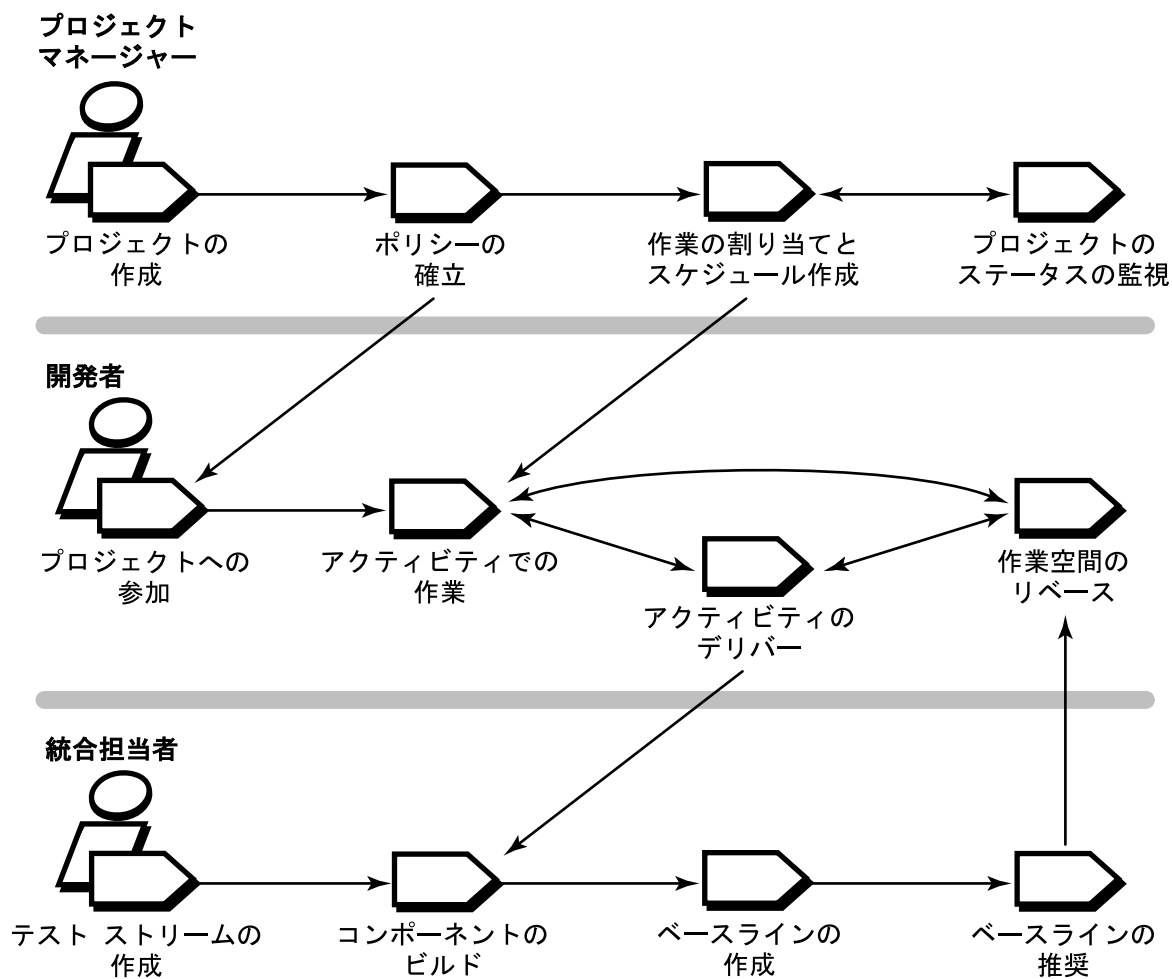 プロジェクト
マネージャー
プロジェクトの
作成
ポリシーの
確立
作業の割り当てと
スケジュール作成
プロジェクトの
ステータスの監視
開発者
プロジェクトへの
参加
アクティビティでの
作業
アクティビティの
デリバー
作業空間の
リベース
統合担当者
テスト ストリームの
作成
コンポーネントの
ビルド
ベースラインの
作成
ベースラインの
推奨